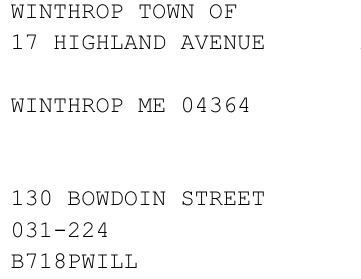 WINTHROP TOWN OF
17 HIGHLAND AVENUE
WINTHROP ME 04364
130 BOWDOIN STREET
031-224
B718PWILL